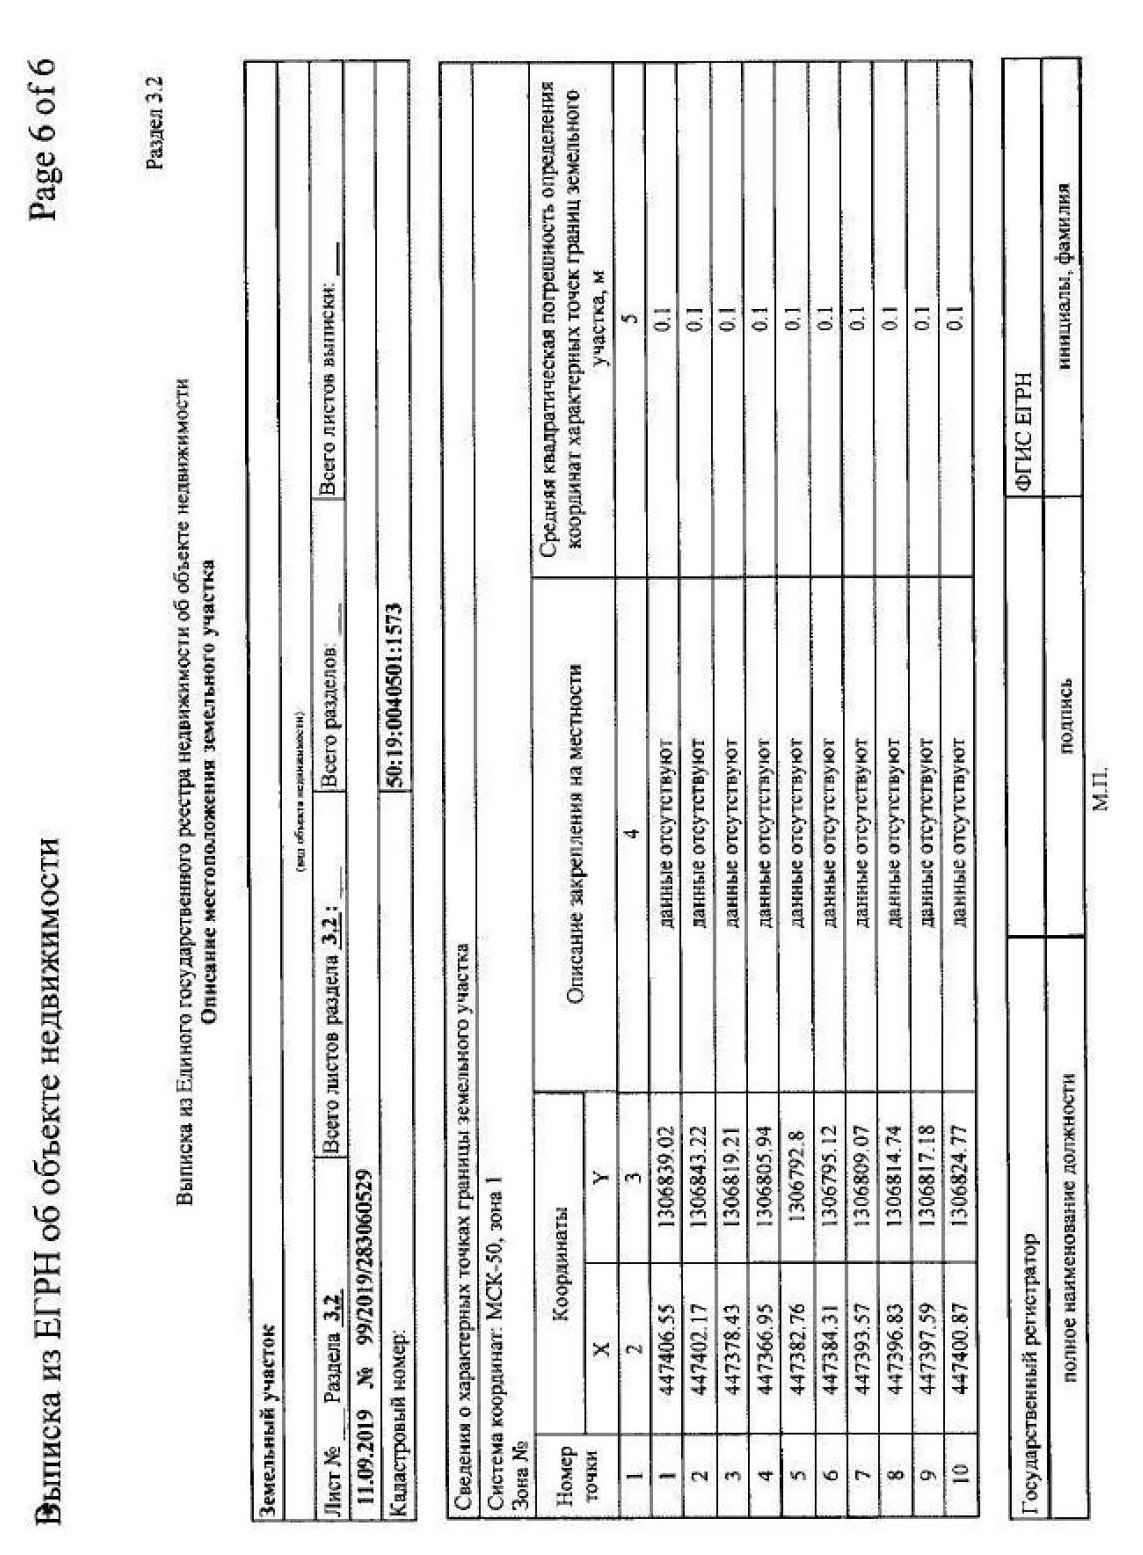 Выписка из ЕГРН об объекте недвижимости Page 6 of 6
Раздел 3.2
Выписка из Единого государственного реестра недвижимости об объекте недвижимости
Описание местоположения земельного участка
Земельный участок
(вид объекта недвижимости)
Лист № ___ Раздела 3.2 Всего листов раздела 3.2: ___ Всего разделов: ___ Всего листов выписки: ___
11.09.2019 № 99/2019/283060529
Кадастровый номер: 50:19:0040501:1573
Сведения о характерных точках границы земельного участка
Система координат: МСК-50, зона 1
Зона №
Номер точки Координаты Описание закрепления на местности Средняя квадратическая погрешность определения
координат характерных точек границ земельного
участка, м
X Y
1 2 3 4 5
1 447406.55 1306839.02 данные отсутствуют 0.1
2 447402.17 1306843.22 данные отсутствуют 0.1
3 447378.43 1306819.21 данные отсутствуют 0.1
4 447366.95 1306805.94 данные отсутствуют 0.1
5 447382.76 1306792.8 данные отсутствуют 0.1
6 447384.31 1306795.12 данные отсутствуют 0.1
7 447393.57 1306809.07 данные отсутствуют 0.1
8 447396.83 1306814.74 данные отсутствуют 0.1
9 447397.59 1306817.18 данные отсутствуют 0.1
10 447400.87 1306824.77 данные отсутствуют 0.1
Государственный регистратор ФГИС ЕГРН
полное наименование должности подпись инициалы, фамилия
М.П.